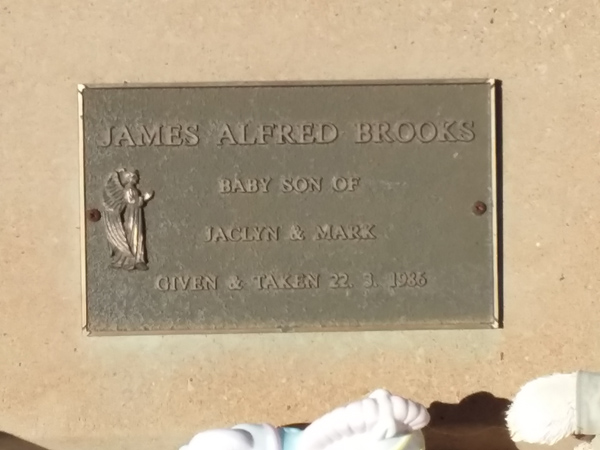 JAMES ALFRED BROOKS
BABY SON OF
JACLYN & MARK
GIVEN & TAKEN 22. 3. 1986